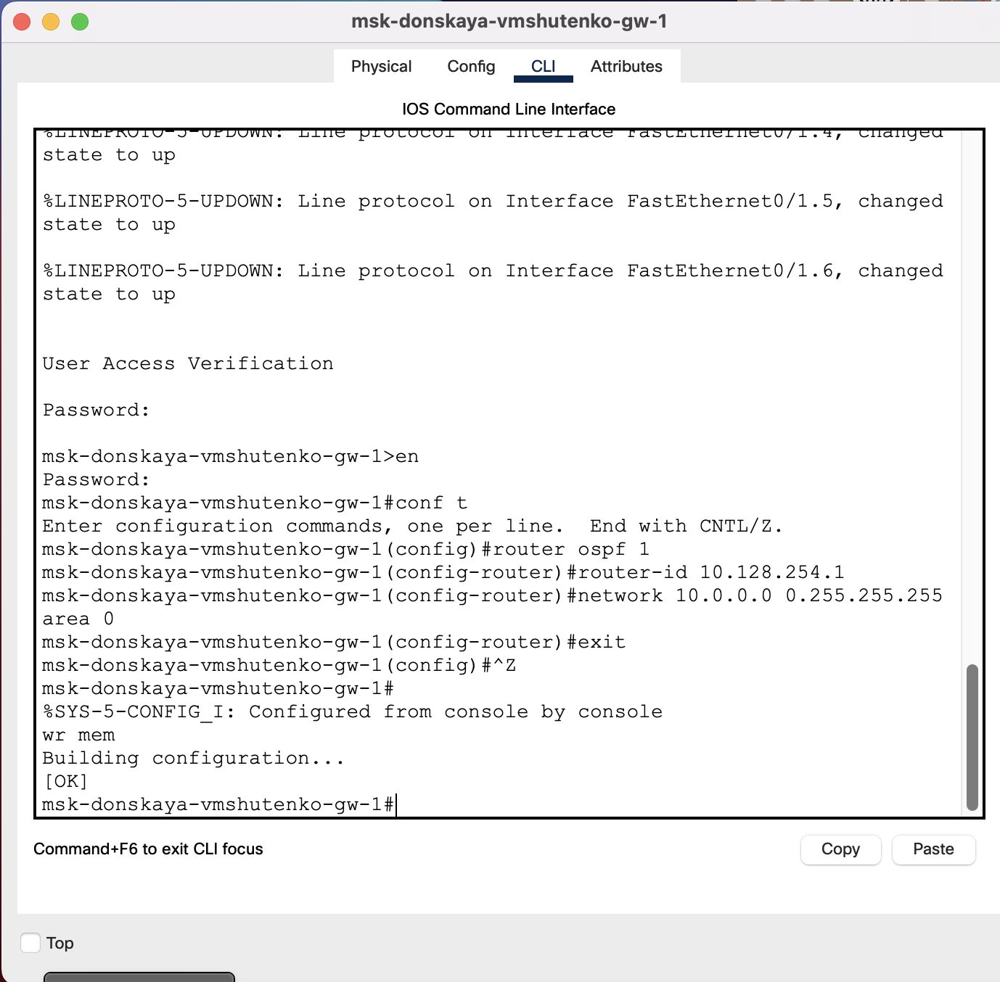 msk-donskaya-vmshutenko-gw-1
Physical Config CLI Attributes
IOS Command Line Interface
%LINEPROTO-5-UPDOWN: Line protocol on Interface FastEthernet0/1.4, changed
state to up
%LINEPROTO-5-UPDOWN: Line protocol on Interface FastEthernet0/1.5, changed
state to up
%LINEPROTO-5-UPDOWN: Line protocol on Interface FastEthernet0/1.6, changed
state to up
User Access Verification
Password:
msk-donskaya-vmshutenko-gw-1>en
Password:
msk-donskaya-vmshutenko-gw-1#conf t
Enter configuration commands, one per line.  End with CNTL/Z.
msk-donskaya-vmshutenko-gw-1(config)#router ospf 1
msk-donskaya-vmshutenko-gw-1(config-router)#router-id 10.128.254.1
msk-donskaya-vmshutenko-gw-1(config-router)#network 10.0.0.0 0.255.255.255
area 0
msk-donskaya-vmshutenko-gw-1(config-router)#exit
msk-donskaya-vmshutenko-gw-1(config)#^Z
msk-donskaya-vmshutenko-gw-1#
%SYS-5-CONFIG_I: Configured from console by console
wr mem
Building configuration...
[OK]
msk-donskaya-vmshutenko-gw-1#
Command+F6 to exit CLI focus
Copy Paste
Top